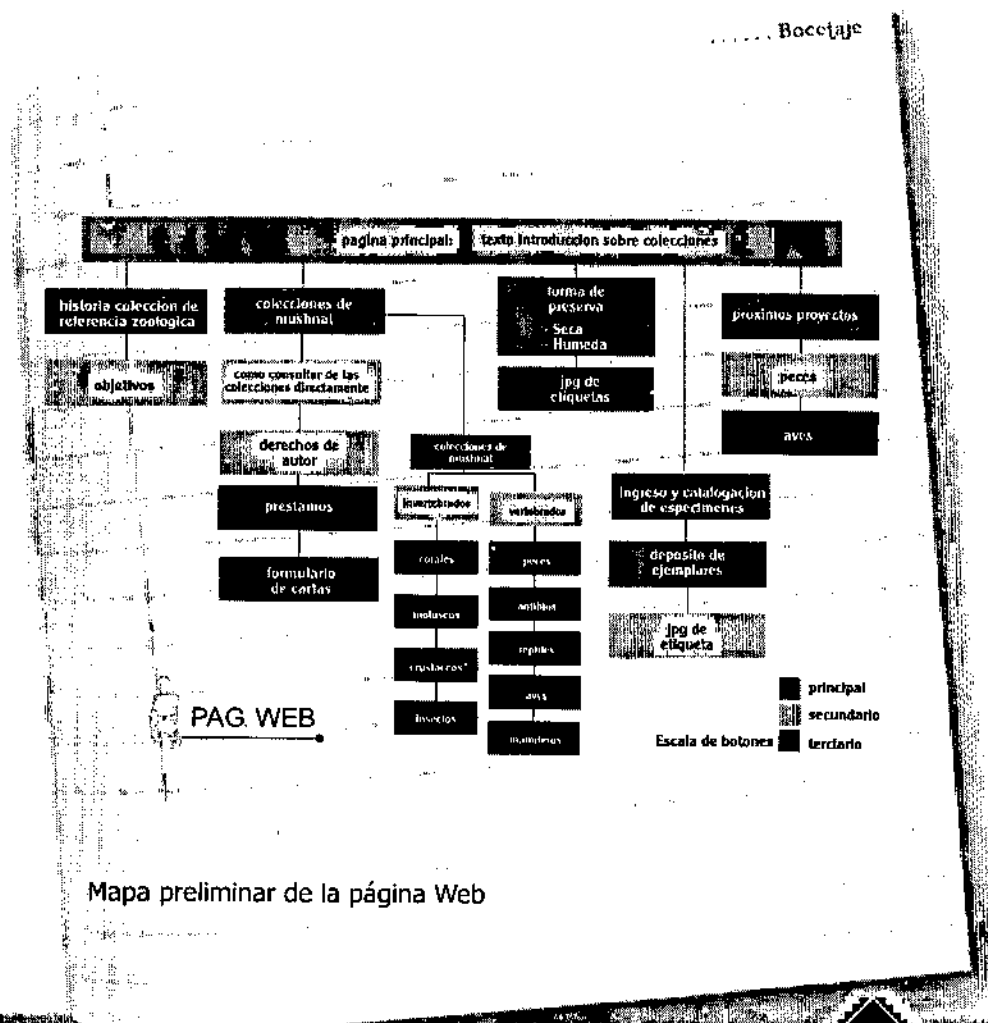 ...... Bocetaje
pagina principal: texto introduccion sobre colecciones
historia coleccion de
referencia zoologica
objetivos
colecciones de
mushnat
como consultar de las
colecciones directamente
derechos de
autor
prestamos
formulario
de cartas
colecciones de
mushnat
invertebrados
corales
moluscos
crustaceos*
insectos
vertebrados
peces
anfibios
reptiles
aves
mamiferos
forma de
preserva
- Seca
- Humeda
jpg de
etiquetas
ingreso y catalogacion
de especimenes
deposito de
ejemplares
jpg de
etiqueta
proximos proyectos
peces
aves
principal
secundario
Escala de botones terciario
PAG. WEB
Mapa preliminar de la página Web